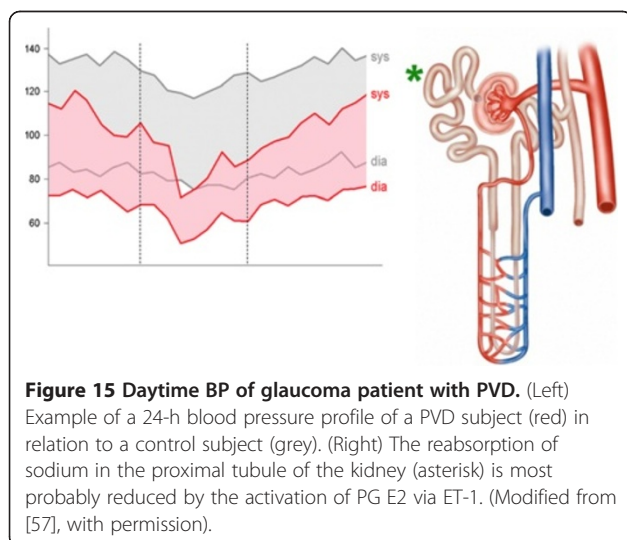 140
120
100
80
60
sys
sys
dia
dia
*
Figure 15 Daytime BP of glaucoma patient with PVD. (Left)
Example of a 24-h blood pressure profile of a PVD subject (red) in
relation to a control subject (grey). (Right) The reabsorption of
sodium in the proximal tubule of the kidney (asterisk) is most
probably reduced by the activation of PG E2 via ET-1. (Modified from
[57], with permission).